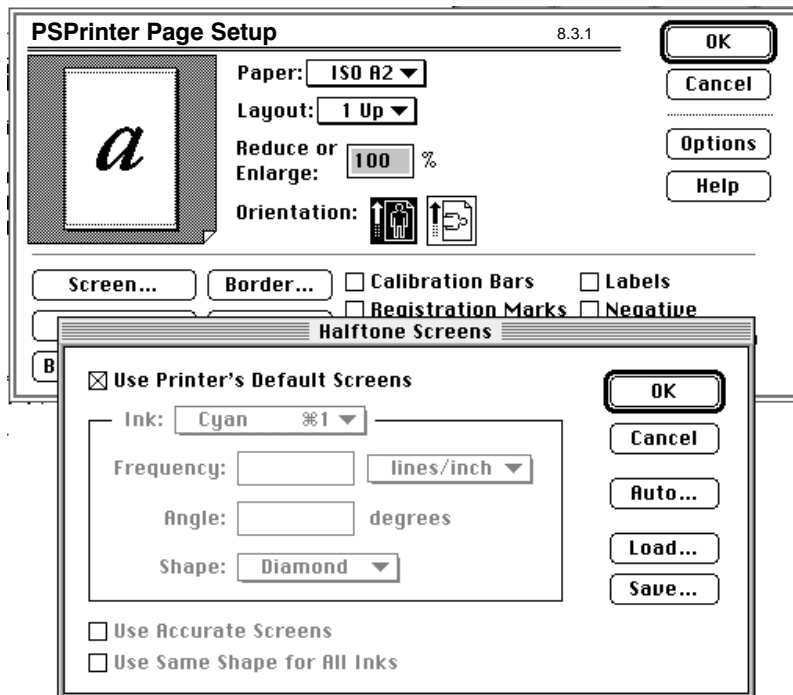 PSPrinter Page Setup 8.3.1 OK
Paper: ISO A2 Cancel
Layout: 1 Up
Reduce or Enlarge: 100 % Options
Orientation: Help
a
Screen... Border... Calibration Bars Labels
Registration Marks Negative
B
Halftone Screens
Use Printer's Default Screens OK
Ink: Cyan ⌘1 Cancel
Frequency: lines/inch
Angle: degrees Auto...
Shape: Diamond Load...
Save...
Use Accurate Screens
Use Same Shape for All Inks